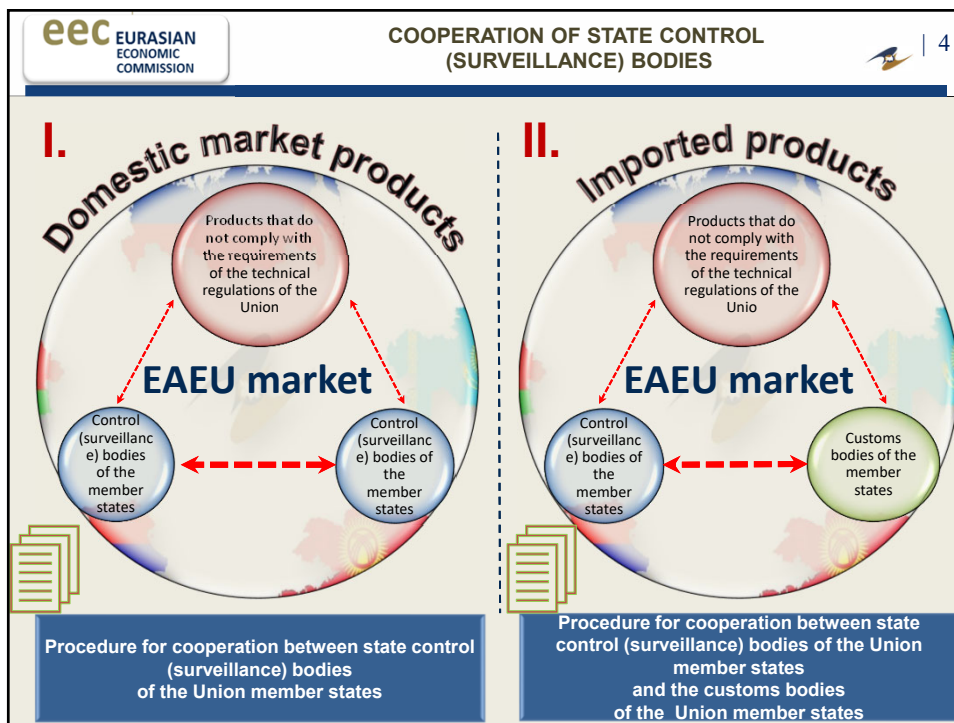 eec EURASIAN
ECONOMIC
COMMISSION
COOPERATION OF STATE CONTROL
(SURVEILLANCE) BODIES
| 4
I.
Domestic market products
Products that do
not comply with
the requirements
of the technical
regulations of the
Union
EAEU market
Control
(surveillanc
e) bodies
of the
member
states
Control
(surveillanc
e) bodies of
the
member
states
Procedure for cooperation between state control
(surveillance) bodies
of the Union member states
II.
Imported products
Products that do
not comply with
the requirements
of the technical
regulations of the
Unio
EAEU market
Control
(surveillanc
e) bodies of
the
member
states
Customs
bodies of the
member
states
Procedure for cooperation between state
control (surveillance) bodies of the Union
member states
and the customs bodies
of the Union member states